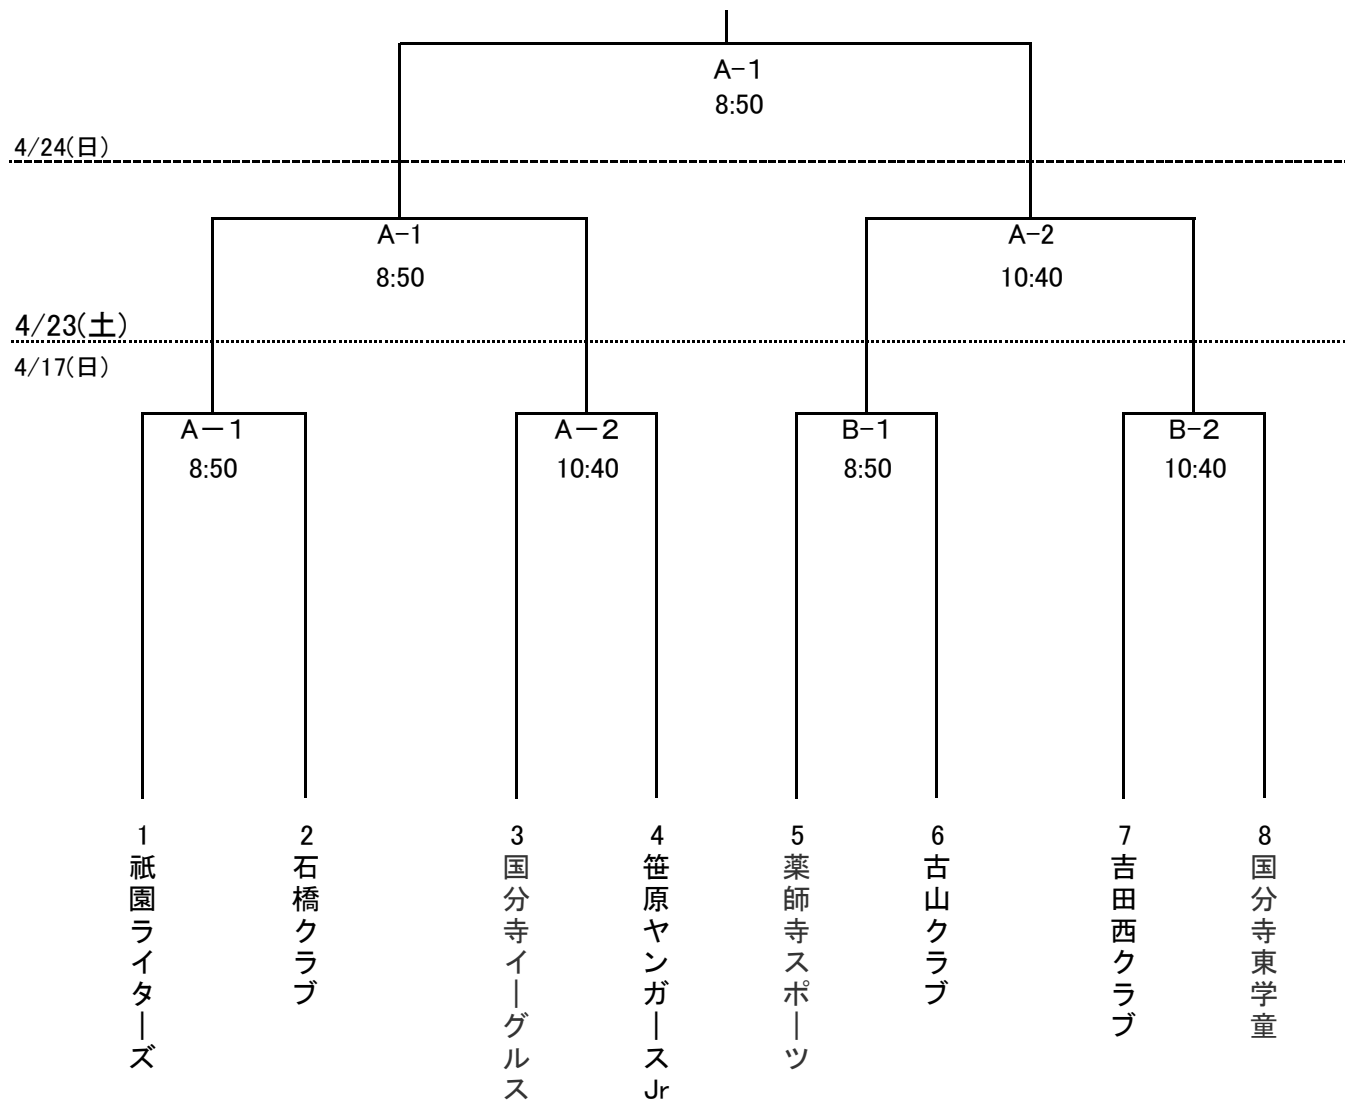 A-1
8:50
4/24(日)
A-1
A-2
8:50
10:40
4/23(土)
4/17(日)
A－1
A－2
B-1
B-2
8:50
10:40
8:50
10:40
1
2
3
4
5
6
7
8
祇園ライターズ
石橋クラブ
国分寺イーグルス
笹原ヤンガースJr
薬師寺スポーツ
古山クラブ
吉田西クラブ
国分寺東学童